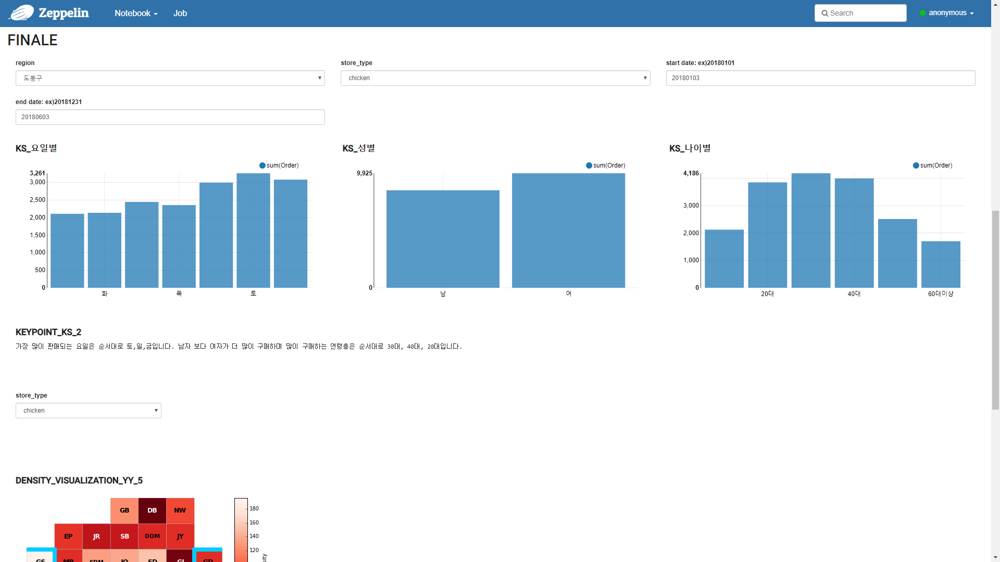 Zeppelin Notebook Job Search anonymous
FINALE
region store_type start date: ex)20180101
도봉구 chicken 20180103
end date: ex)20181231
20180603
KS_요일별 KS_성별 KS_나이별
sum(Order) sum(Order) sum(Order)
3,261 9,925 4,186
3,000
2,500
3,000
2,000
2,000
1,500
1,000
1,000
500
0 0 0
화 목 토 남 여 20대 40대 60대이상
KEYPOINT_KS_2
가장 많이 판매되는 요일은 순서대로 토,일,금입니다. 남자 보다 여자가 더 많이 구매하며 많이 구매하는 연령층은 순서대로 30대, 40대, 20대입니다.
store_type
chicken
DENSITY_VISUALIZATION_YY_5
GB DB NW 180
160
EP JR SB DDM JY 140
120
GS MP SDM SD GD